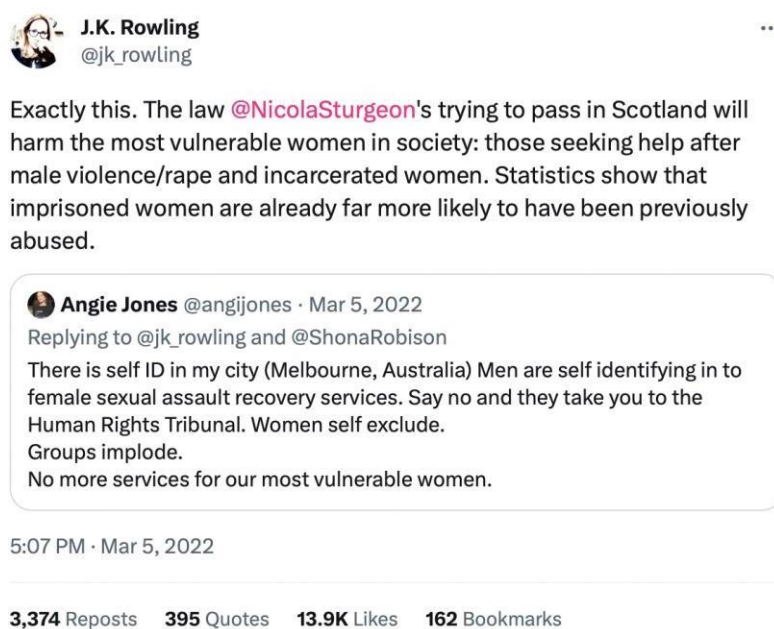 J.K. Rowling
@jk_rowling
Exactly this. The law @NicolaSturgeon's trying to pass in Scotland will
harm the most vulnerable women in society: those seeking help after
male violence/rape and incarcerated women. Statistics show that
imprisoned women are already far more likely to have been previously
abused.
Angie Jones @angijones · Mar 5, 2022
Replying to @jk_rowling and @ShonaRobison
There is self ID in my city (Melbourne, Australia) Men are self identifying in to
female sexual assault recovery services. Say no and they take you to the
Human Rights Tribunal. Women self exclude.
Groups implode.
No more services for our most vulnerable women.
5:07 PM · Mar 5, 2022
3,374 Reposts 395 Quotes 13.9K Likes 162 Bookmarks